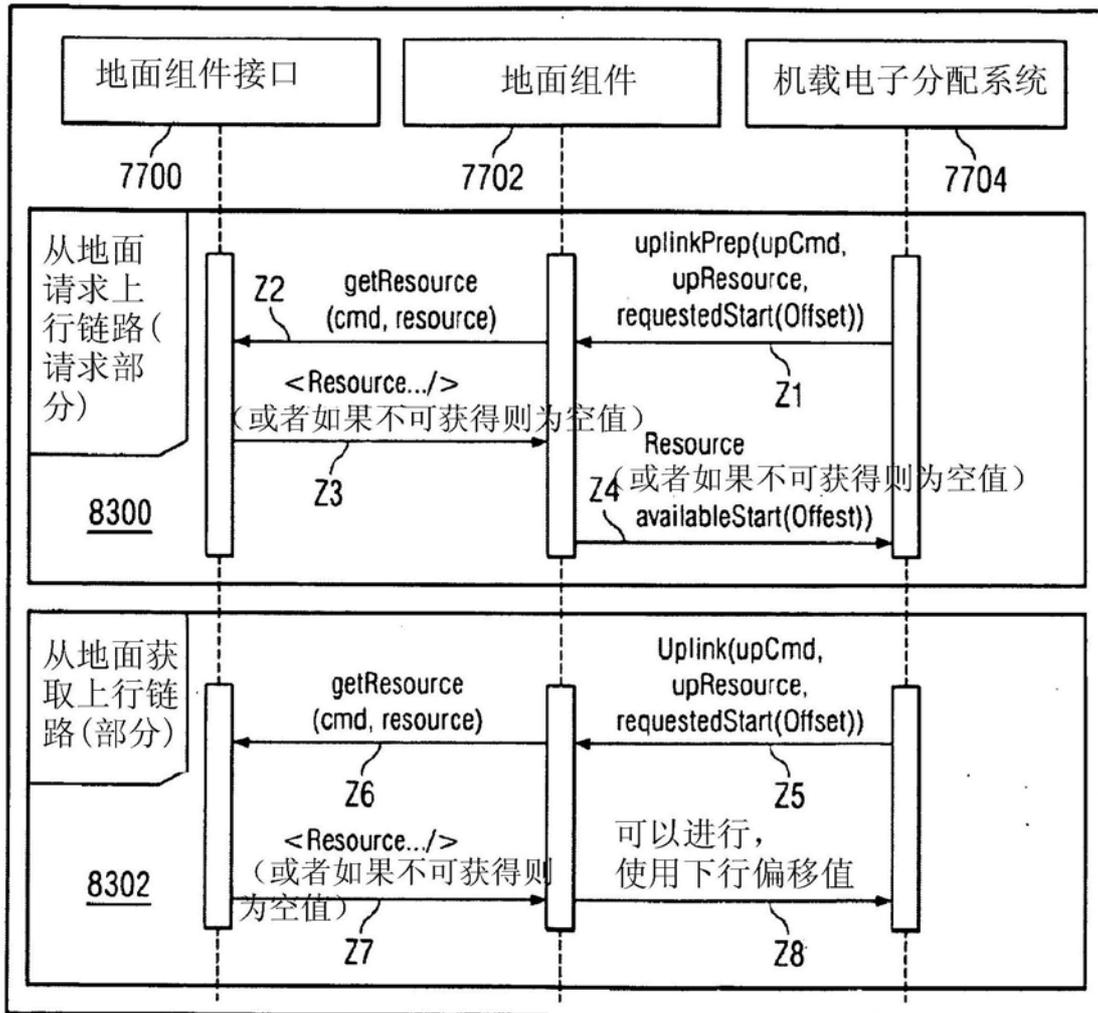 地面组件接口
地面组件
机载电子分配系统
7700
7702
7704
从地面
请求上
行链路(
请求部
分)
8300
uplinkPrep(upCmd,
upResource,
requestedStart(Offset))
Z1
getResource
(cmd, resource)
Z2
<Resource.../>
(或者如果不可获得则为空值)
Z3
Resource
(或者如果不可获得则为空值)
availableStart(Offest))
Z4
从地面获
取上行链
路(部分)
8302
Uplink(upCmd,
upResource,
requestedStart(Offset))
Z5
getResource
(cmd, resource)
Z6
<Resource.../>
(或者如果不可获得则
为空值)
Z7
可以进行,
使用下行偏移值
Z8